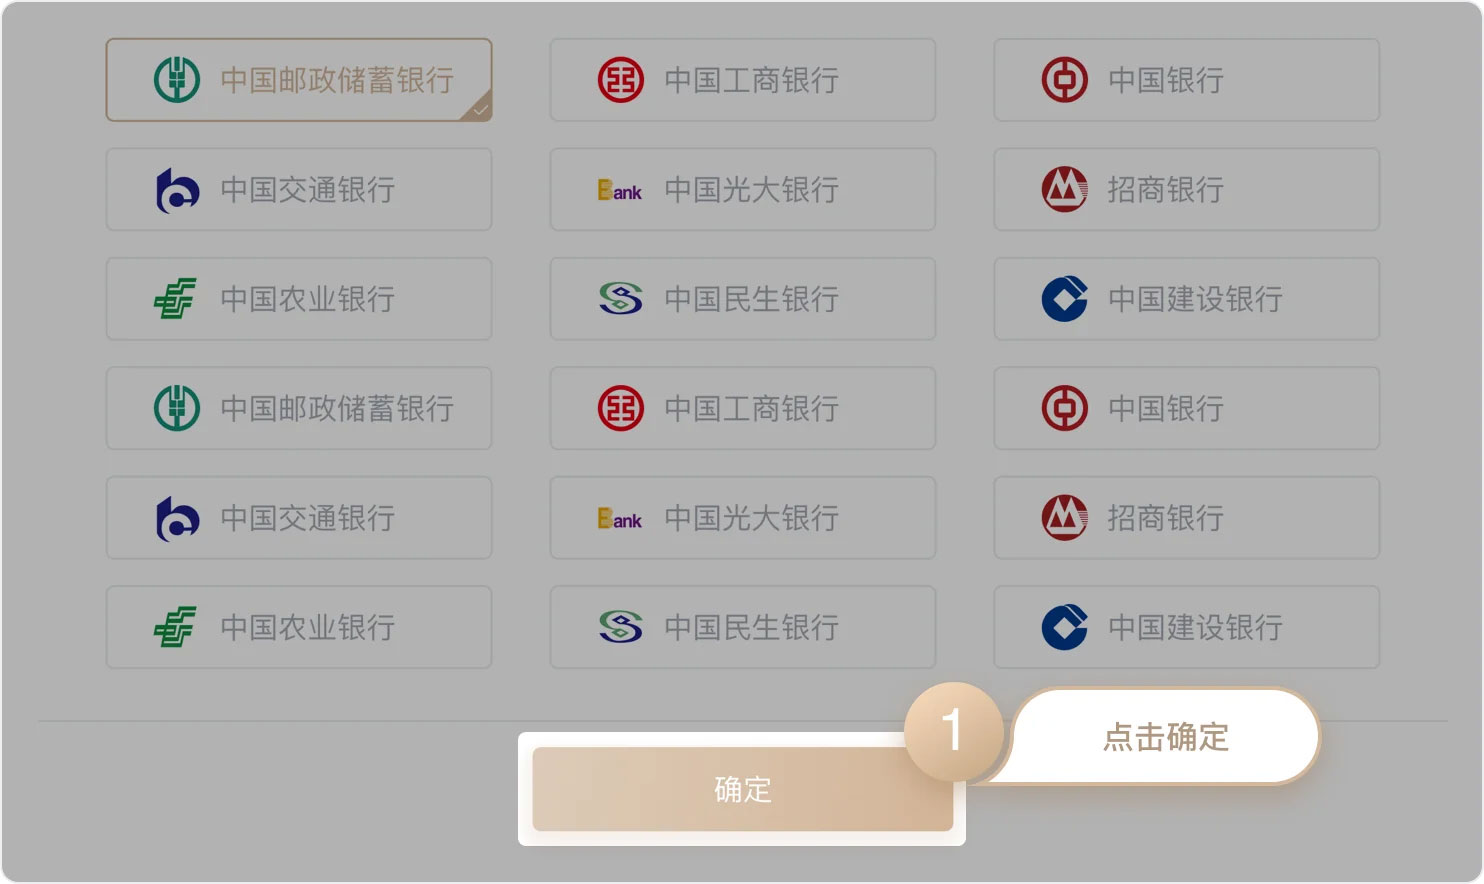 中国邮政储蓄银行
中国工商银行
中国银行
中国交通银行
Bank
中国光大银行
招商银行
中国农业银行
中国民生银行
中国建设银行
中国邮政储蓄银行
中国工商银行
中国银行
中国交通银行
Bank
中国光大银行
招商银行
中国农业银行
中国民生银行
中国建设银行
1
点击确定
确定